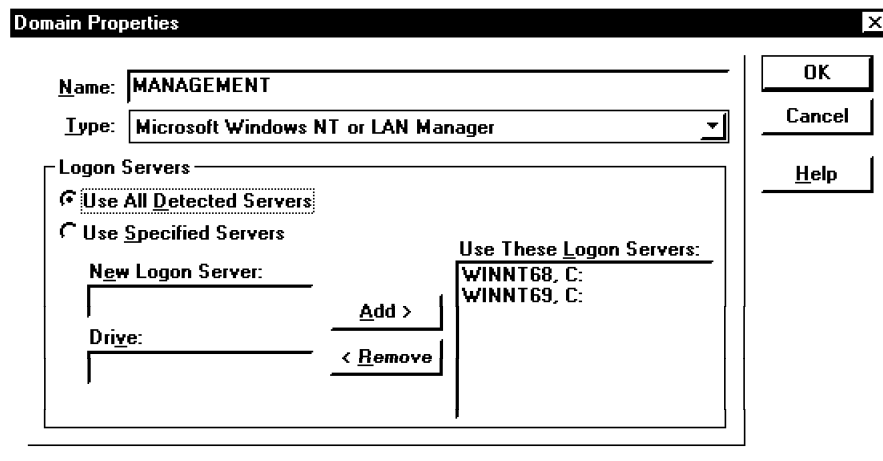 Domain Properties
Name: MANAGEMENT
Type: Microsoft Windows NT or LAN Manager
OK
Cancel
Help
Logon Servers
Use All Detected Servers
Use Specified Servers
New Logon Server:
Drive:
Add >
< Remove
Use These Logon Servers:
WINNT68, C:
WINNT69, C: